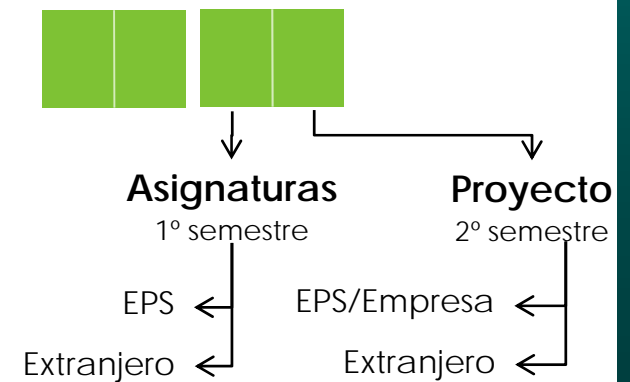 Asignaturas
1º semestre
EPS
Extranjero
Proyecto
2º semestre
EPS/Empresa
Extranjero